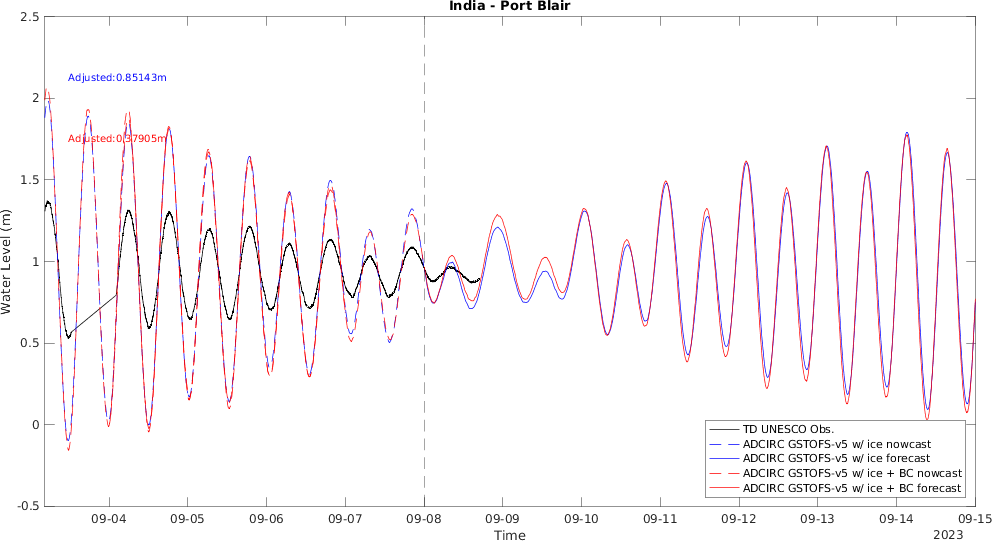 India - Port Blair
2.5
2
1.5
1
0.5
0
-0.5
Water Level (m)
Adjusted:0.85143m
Adjusted:0.37905m
TD UNESCO Obs.
ADCIRC GSTOFS-v5 w/ ice nowcast
ADCIRC GSTOFS-v5 w/ ice forecast
ADCIRC GSTOFS-v5 w/ ice + BC nowcast
ADCIRC GSTOFS-v5 w/ ice + BC forecast
09-04 09-05 09-06 09-07 09-08 09-09 09-10 09-11 09-12 09-13 09-14 09-15
Time
2023